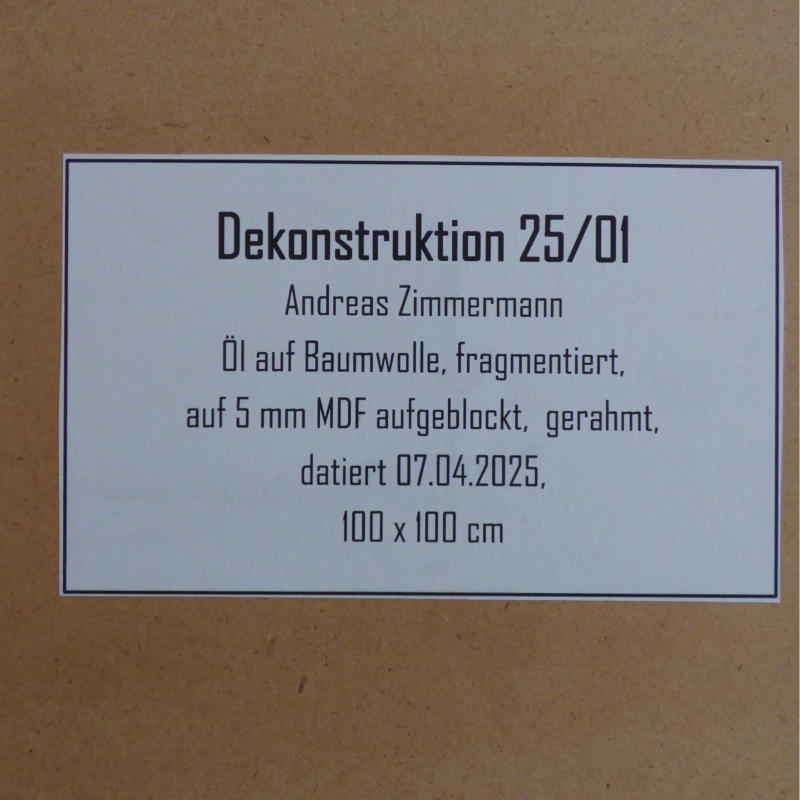 Dekonstruktion 25/01
Andreas Zimmermann
Öl auf Baumwolle, fragmentiert,
auf 5 mm MDF aufgeblockt, gerahmt,
datiert 07.04.2025,
100 x 100 cm